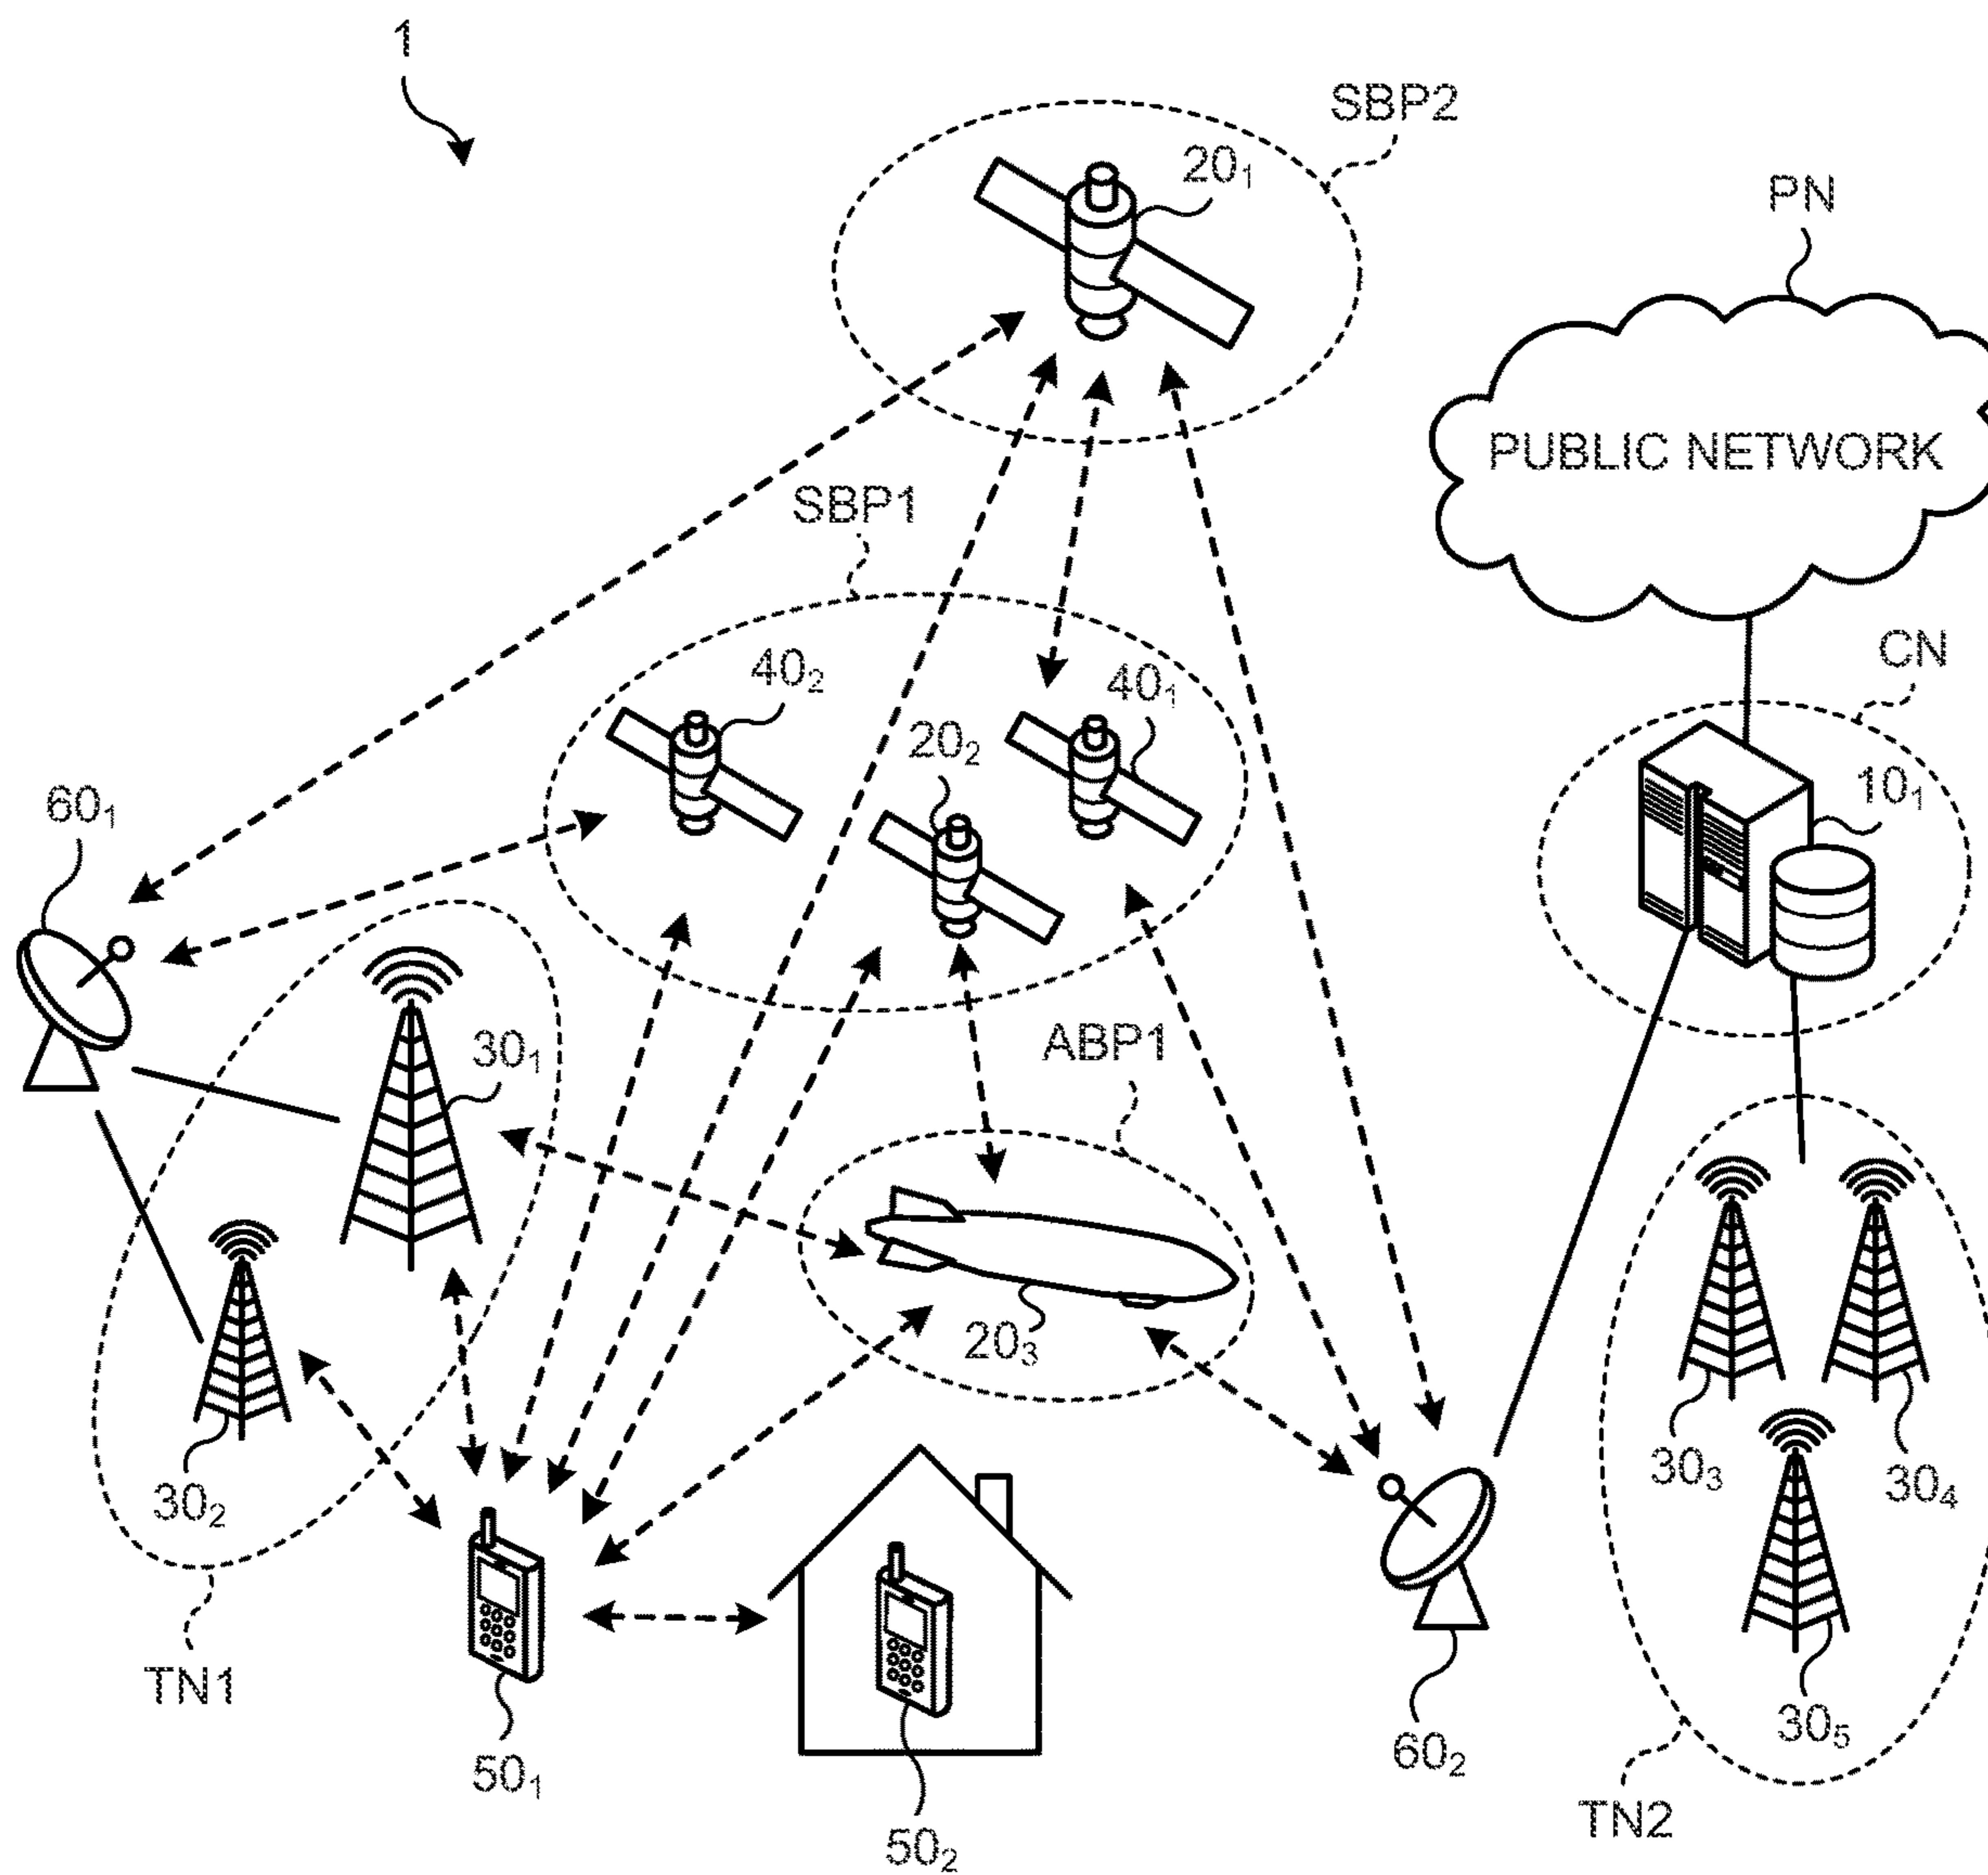 1
SBP2
20₁
PN
PUBLIC NETWORK
SBP1
CN
40₂
40₁
20₂
10₁
60₁
30₁
ABP1
20₃
30₂
30₃
30₄
TN1
50₁
50₂
60₂
30₅
TN2